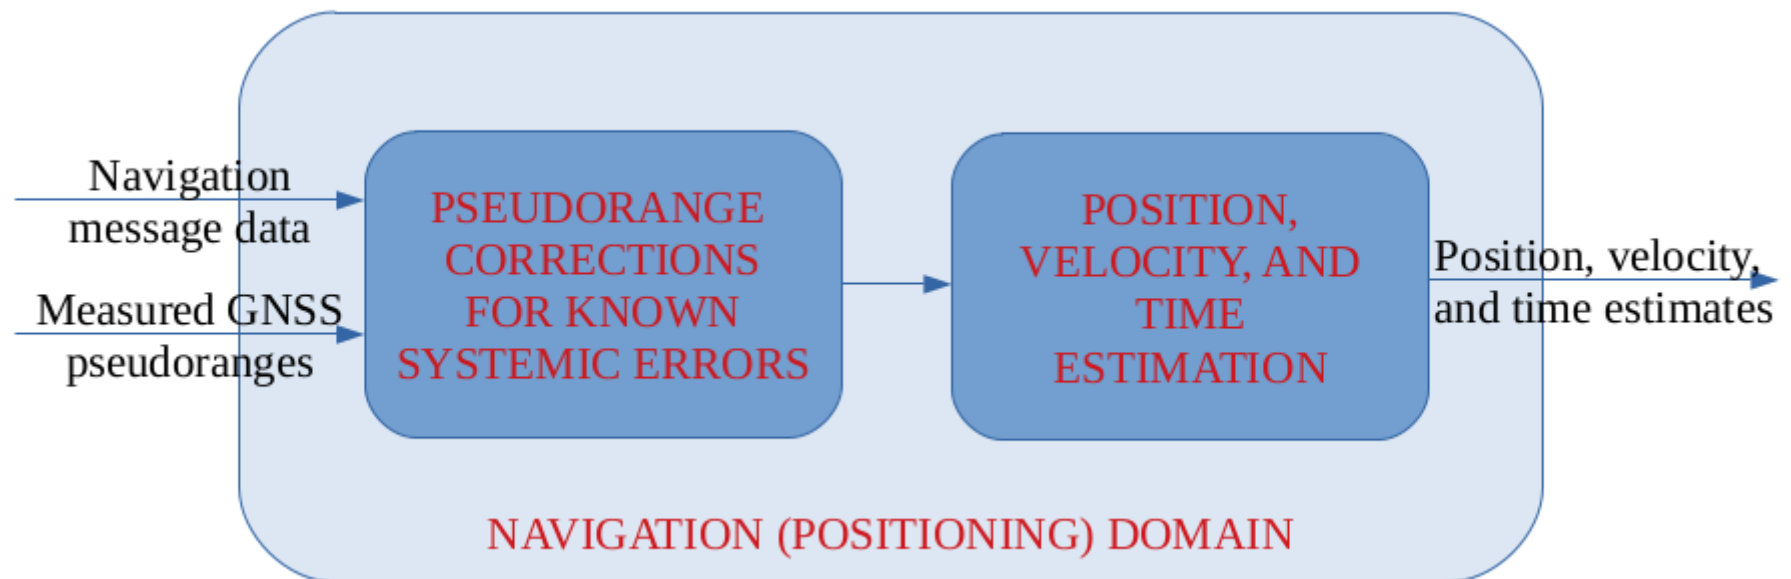 Navigation
message data
Measured GNSS
pseudoranges
PSEUDORANGE
CORRECTIONS
FOR KNOWN
SYSTEMIC ERRORS
POSITION,
VELOCITY, AND
TIME
ESTIMATION
Position, velocity,
and time estimates
NAVIGATION (POSITIONING) DOMAIN